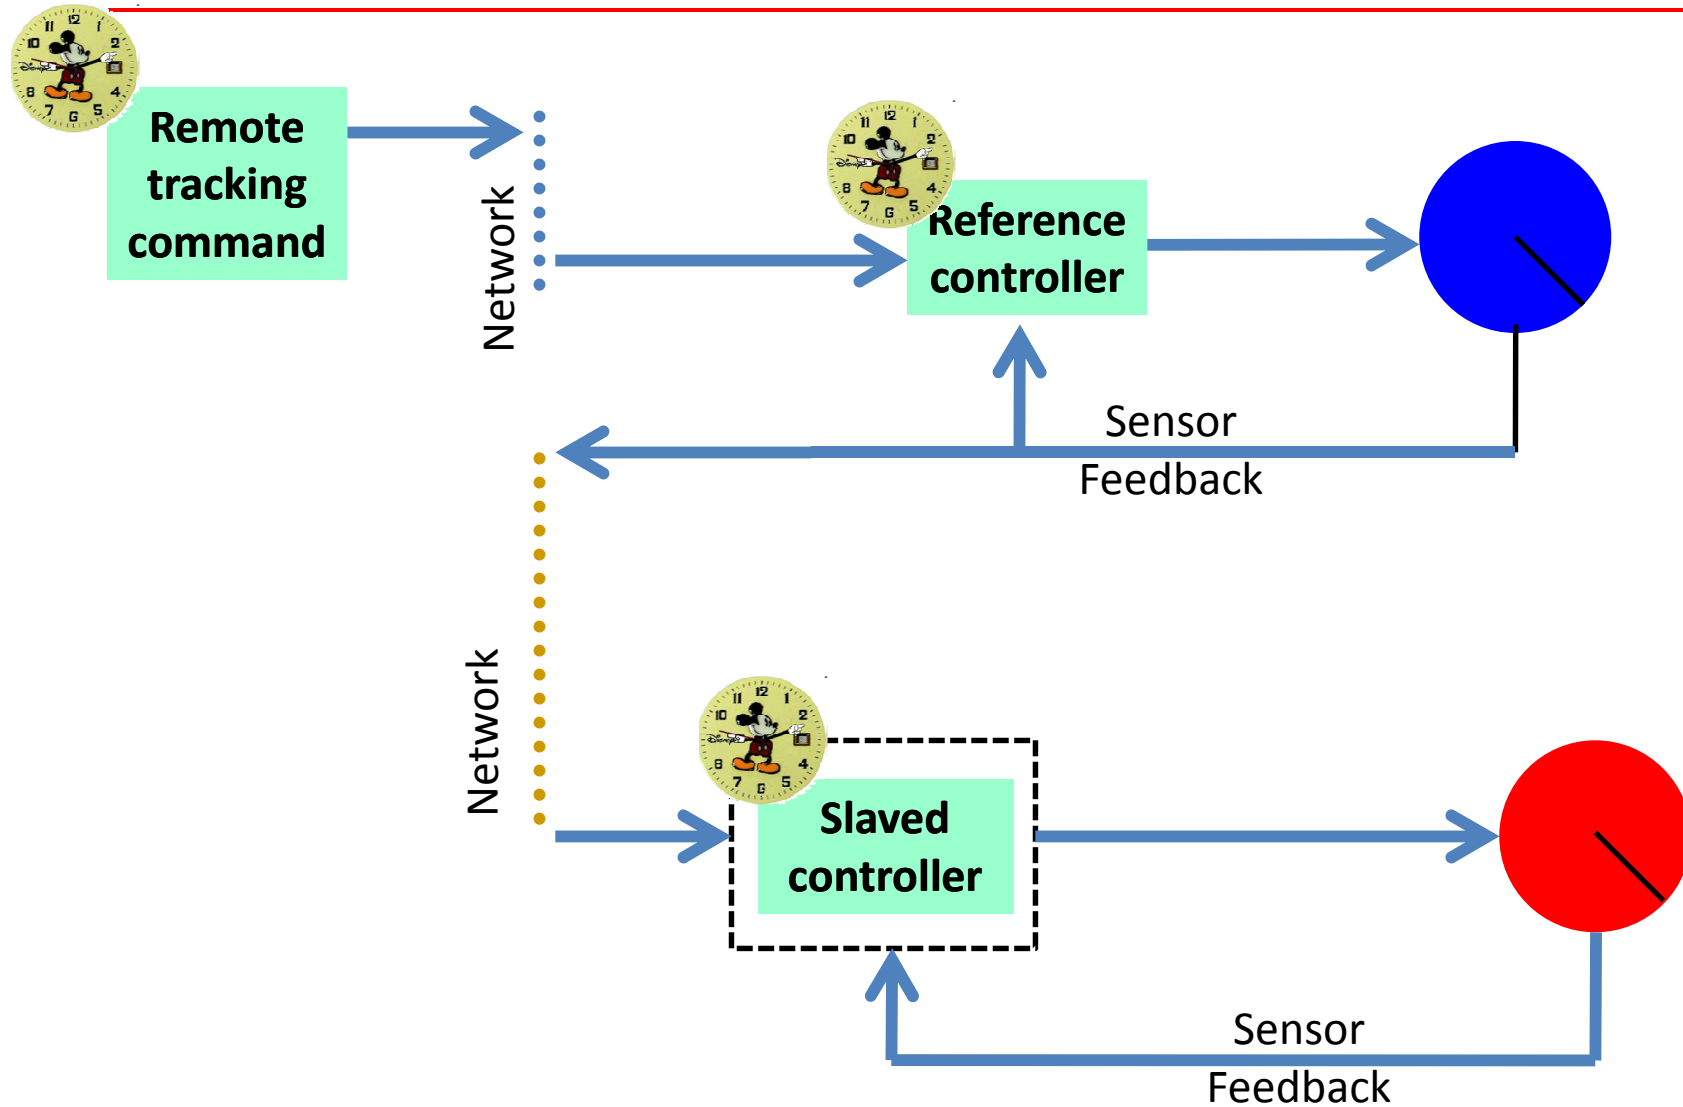 Remote
tracking
command
Network
Reference
controller
Sensor
Feedback
Network
Slaved
controller
Sensor
Feedback